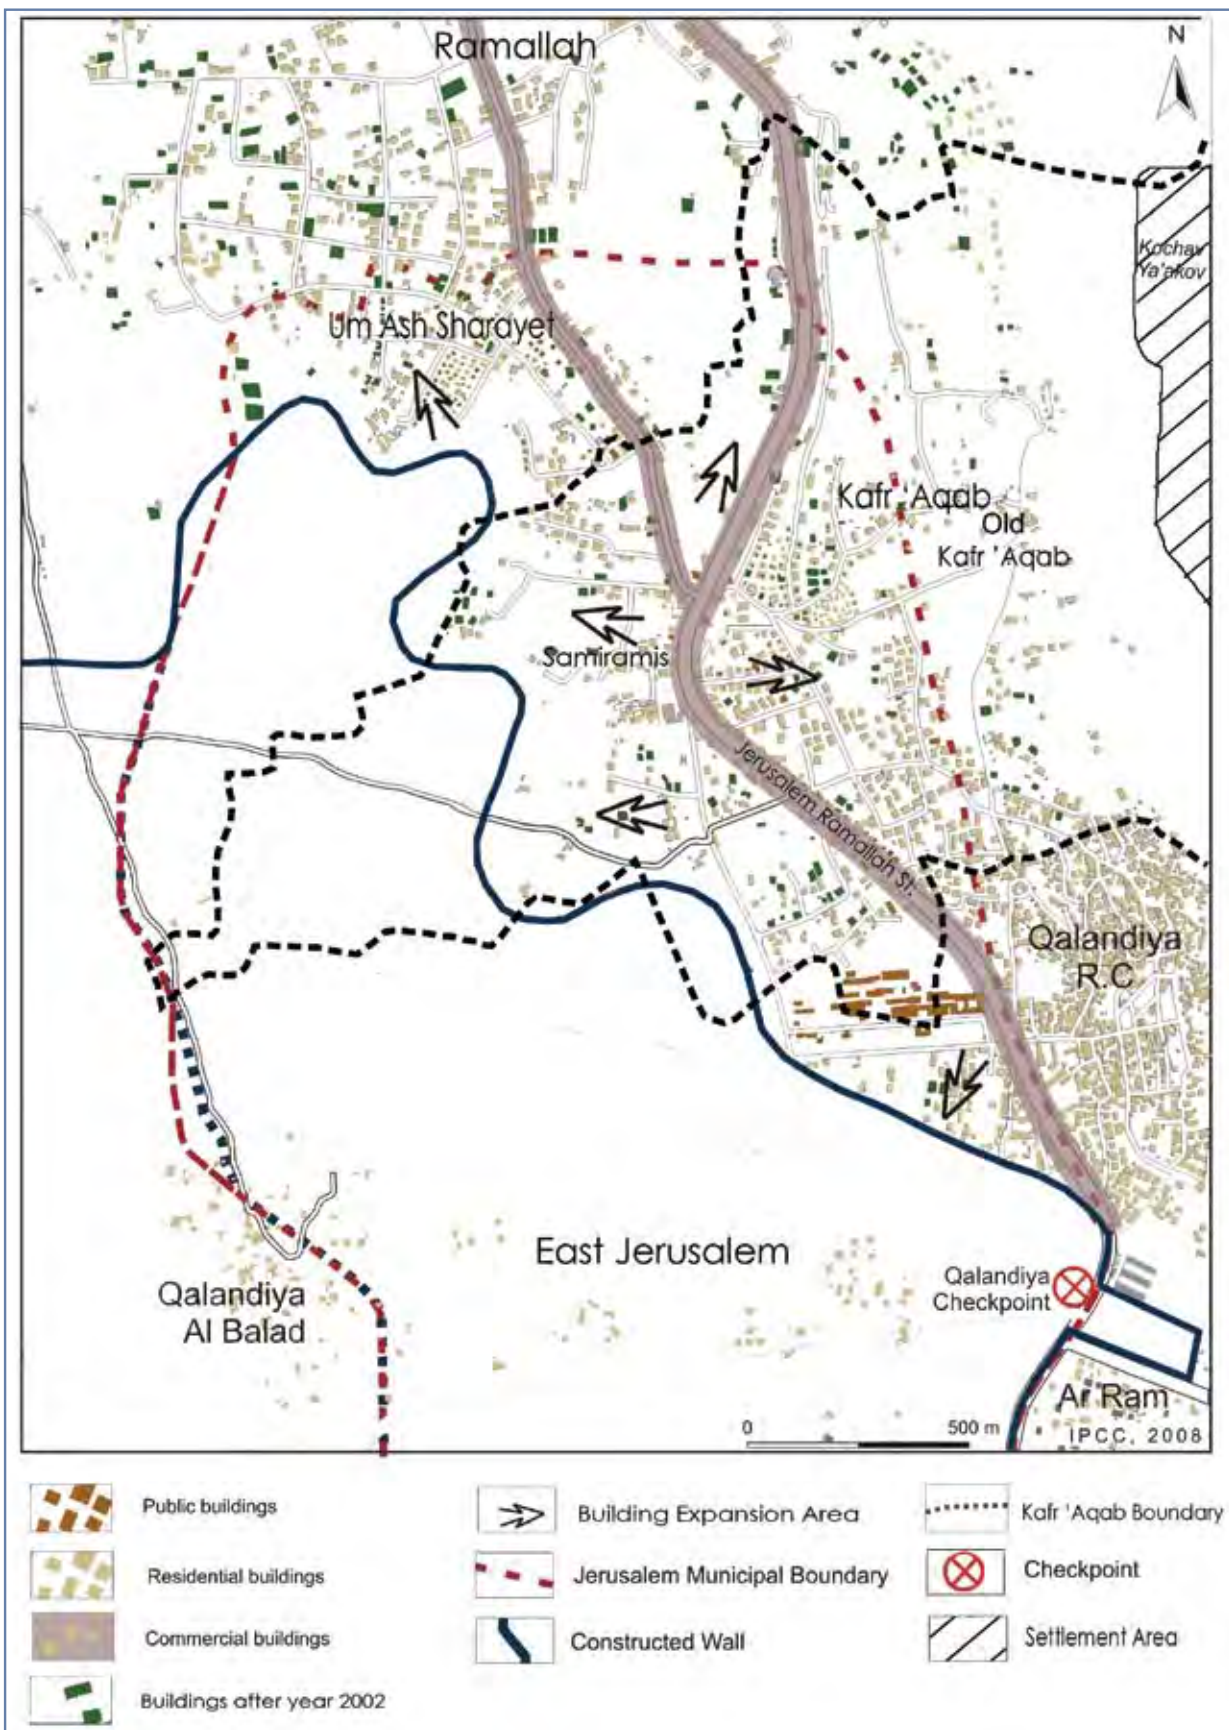 Ramallah
N
Kochav
Ya'akov
Um Ash Sharayet
Kafr 'Aqab
Old
Kafr 'Aqab
Samiramis
Jerusalem Ramallah St.
Qalandiya
R.C
East Jerusalem
Qalandiya
Checkpoint
Qalandiya
Al Balad
Ar Ram
0 500 m
IPCC, 2008
Public buildings
Residential buildings
Commercial buildings
Buildings after year 2002
Building Expansion Area
Jerusalem Municipal Boundary
Constructed Wall
Kafr 'Aqab Boundary
Checkpoint
Settlement Area